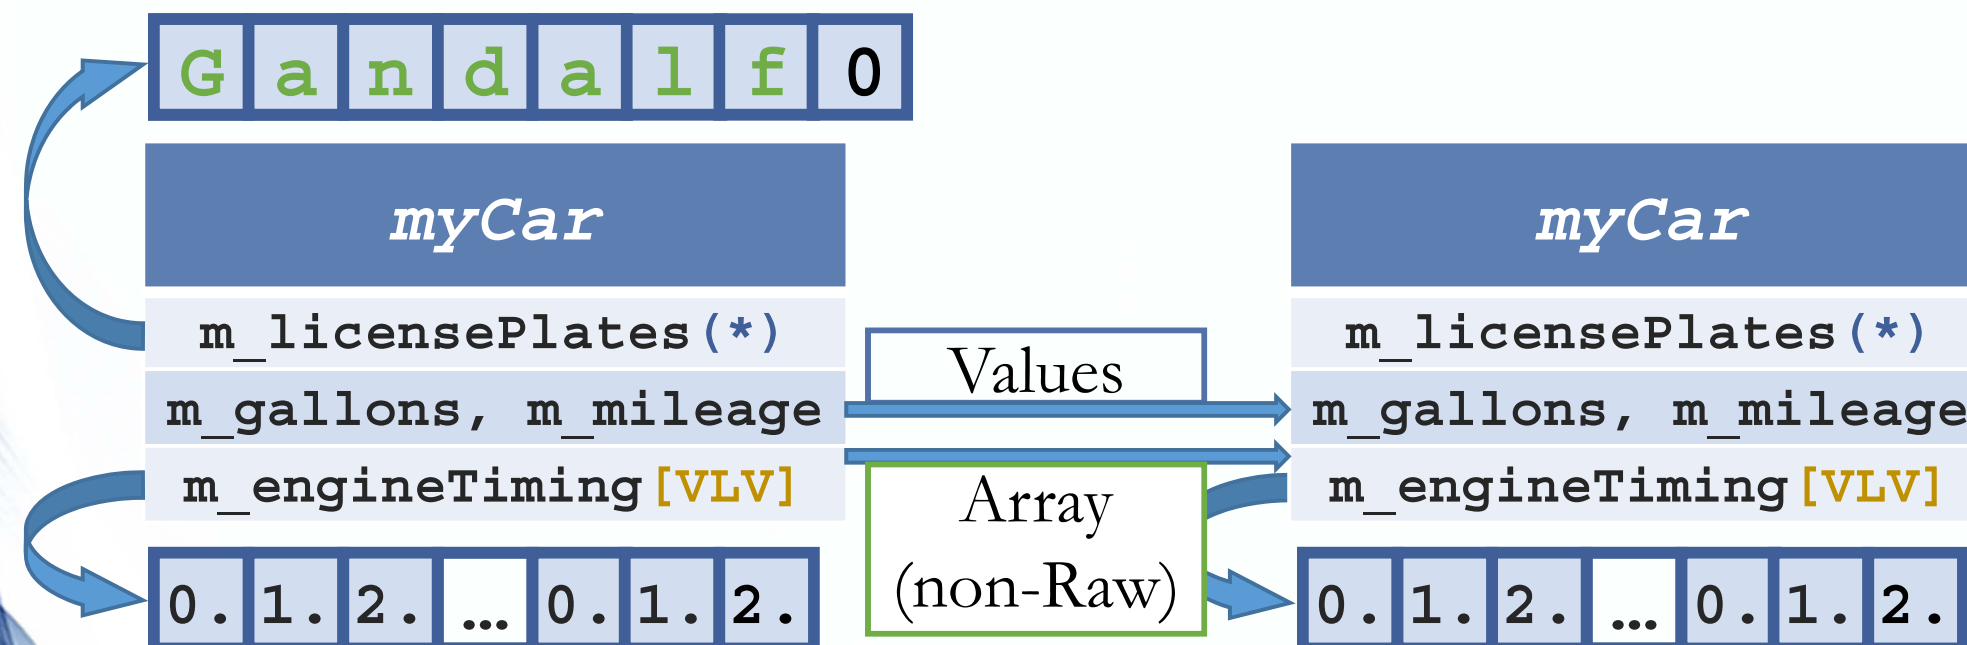 G a n d a l f 0
myCar
m_licensePlates(*)
m_gallons, m_mileage
m_engineTiming[VLV]
0. 1. 2. … 0. 1. 2.
Values
Array
(non-Raw)
myCar
m_licensePlates(*)
m_gallons, m_mileage
m_engineTiming[VLV]
0. 1. 2. … 0. 1. 2.